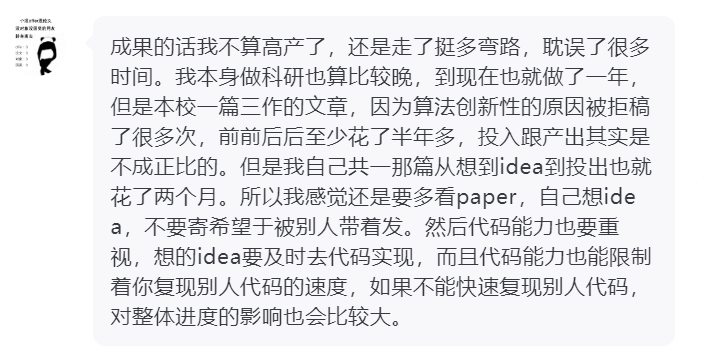 成果的话我不算高产了，还是走了挺多弯路，耽误了很多
时间。我本身做科研也算比较晚，到现在也就做了一年，
但是本校一篇三作的文章，因为算法创新性的原因被拒稿
了很多次，前前后后至少花了半年多，投入跟产出其实是
不成正比的。但是我自己共一那篇从想到idea到投出也就
花了两个月。所以我感觉还是要多看paper，自己想ide
a，不要寄希望于被别人带着发。然后代码能力也要重
视，想的idea要及时去代码实现，而且代码能力也能限制
着你复现别人代码的速度，如果不能快速复现别人代码，
对整体进度的影响也会比较大。